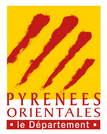 PYRENEES
ORIENTALES
• le Département •